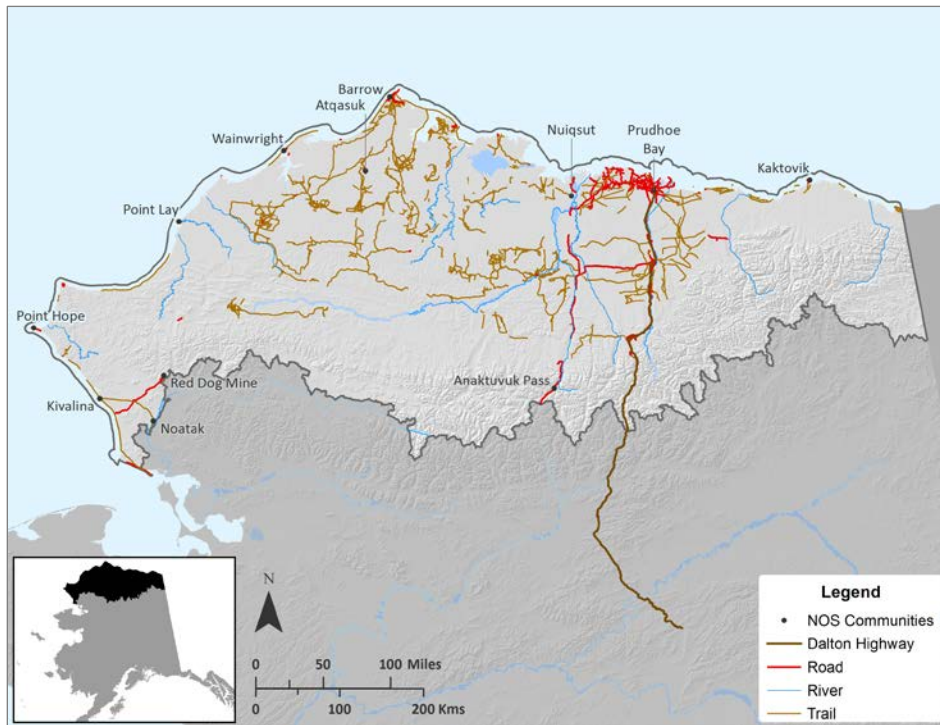 Barrow
Atqasuk
Wainwright
Nuiqsut
Prudhoe
Bay
Kaktovik
Point Lay
Point Hope
Red Dog Mine
Anaktuvuk Pass
Kivalina
Noatak
N
0 50 100 Miles
0 100 200 Kms
Legend
NOS Communities
Dalton Highway
Road
River
Trail